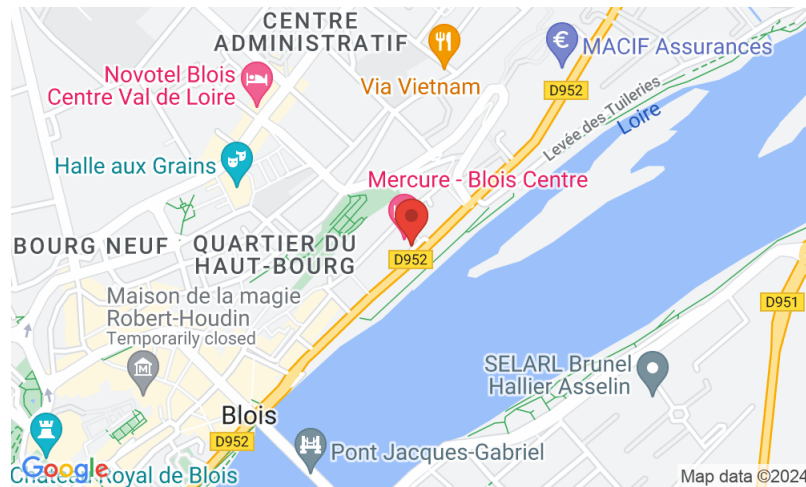 CENTRE
ADMINISTRATIF
MACIF Assurances
Novotel Blois
Centre Val de Loire
Via Vietnam
D952
Levée des Tuileries
Loire
Halle aux Grains
Mercure - Blois Centre
BOURG NEUF
QUARTIER DU
HAUT-BOURG
D952
Maison de la magie
Robert-Houdin
Temporarily closed
D951
SELARL Brunel
Hallier Asselin
Blois
D952
Pont Jacques-Gabriel
Château Royal de Blois
Google
Map data ©2024